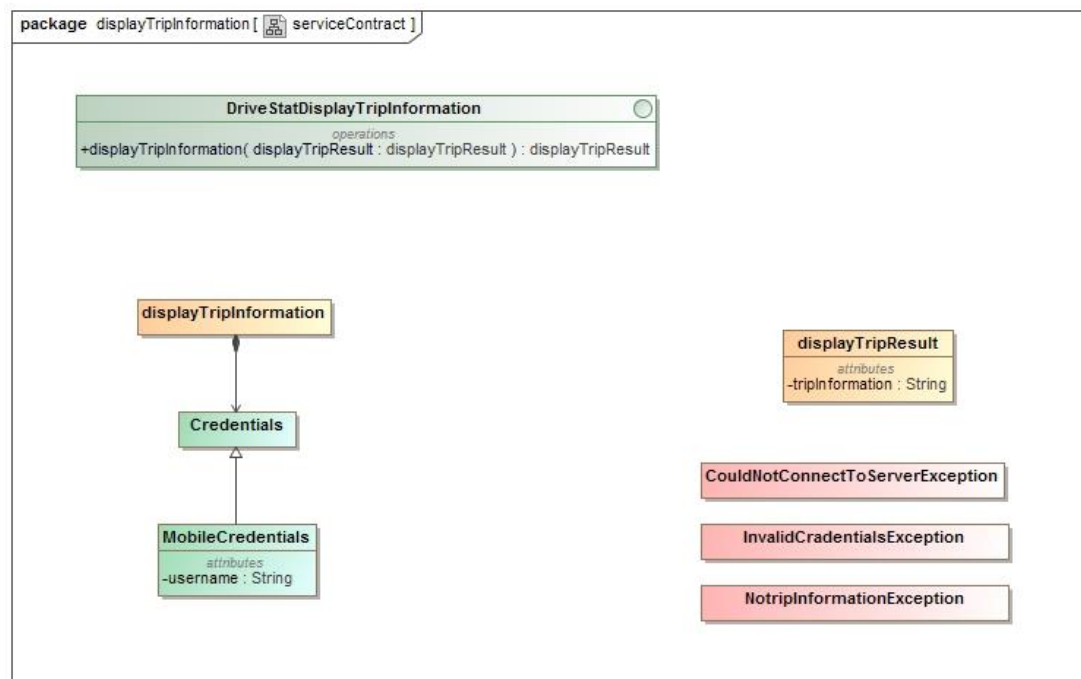 package displayTripInformation [ serviceContract ]
DriveStatDisplayTripInformation
operations
+displayTripInformation( displayTripResult : displayTripResult ) : displayTripResult
displayTripInformation
displayTripResult
attributes
-tripInformation : String
Credentials
CouldNotConnectToServerException
MobileCredentials
attributes
-username : String
InvalidCradentialsException
NotripInformationException